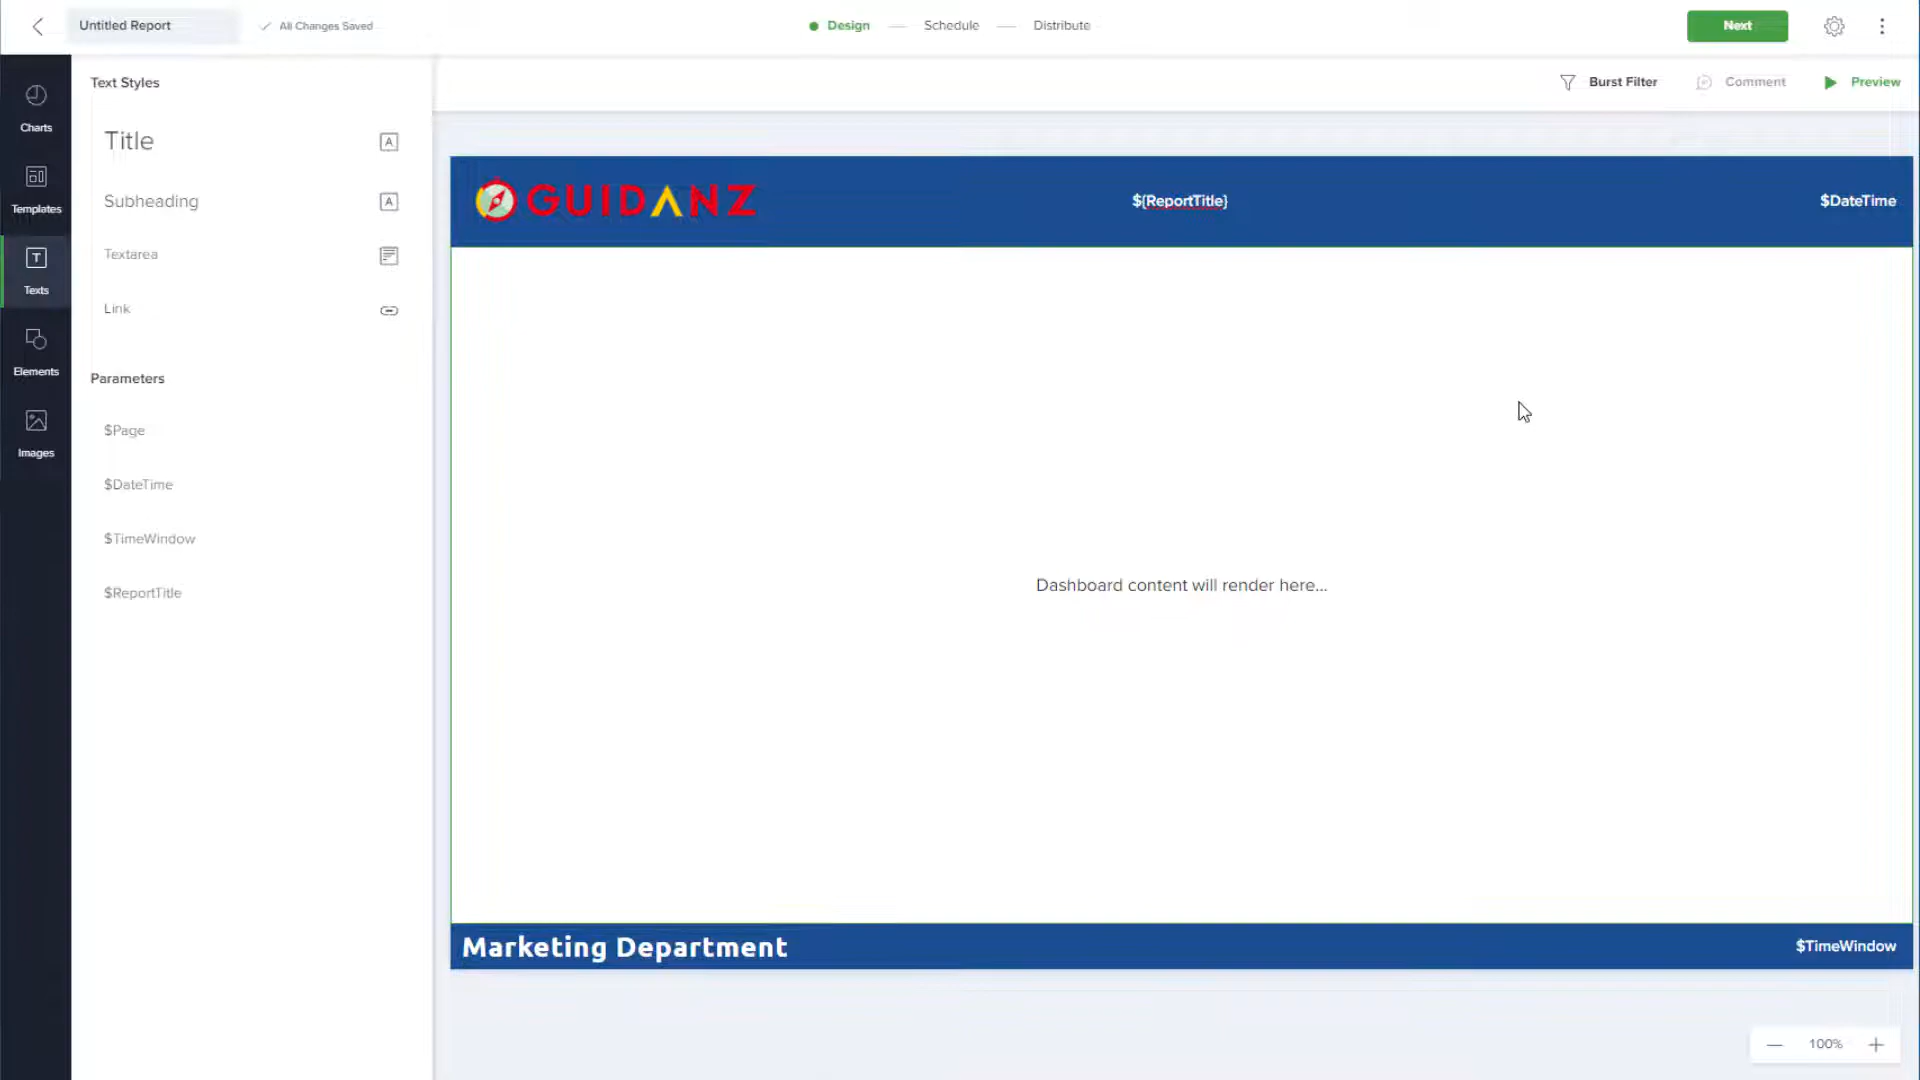 Untitled Report
All Changes Saved
Design
Schedule
Distribute
Next
Charts
Templates
Texts
Elements
Images
Text Styles
Title
Subheading
Textarea
Link
Parameters
$Page
$DateTime
$TimeWindow
$ReportTitle
Burst Filter
Comment
Preview
GUIDANZ
${ReportTitle}
$DateTime
Dashboard content will render here...
Marketing Department
$TimeWindow
100%